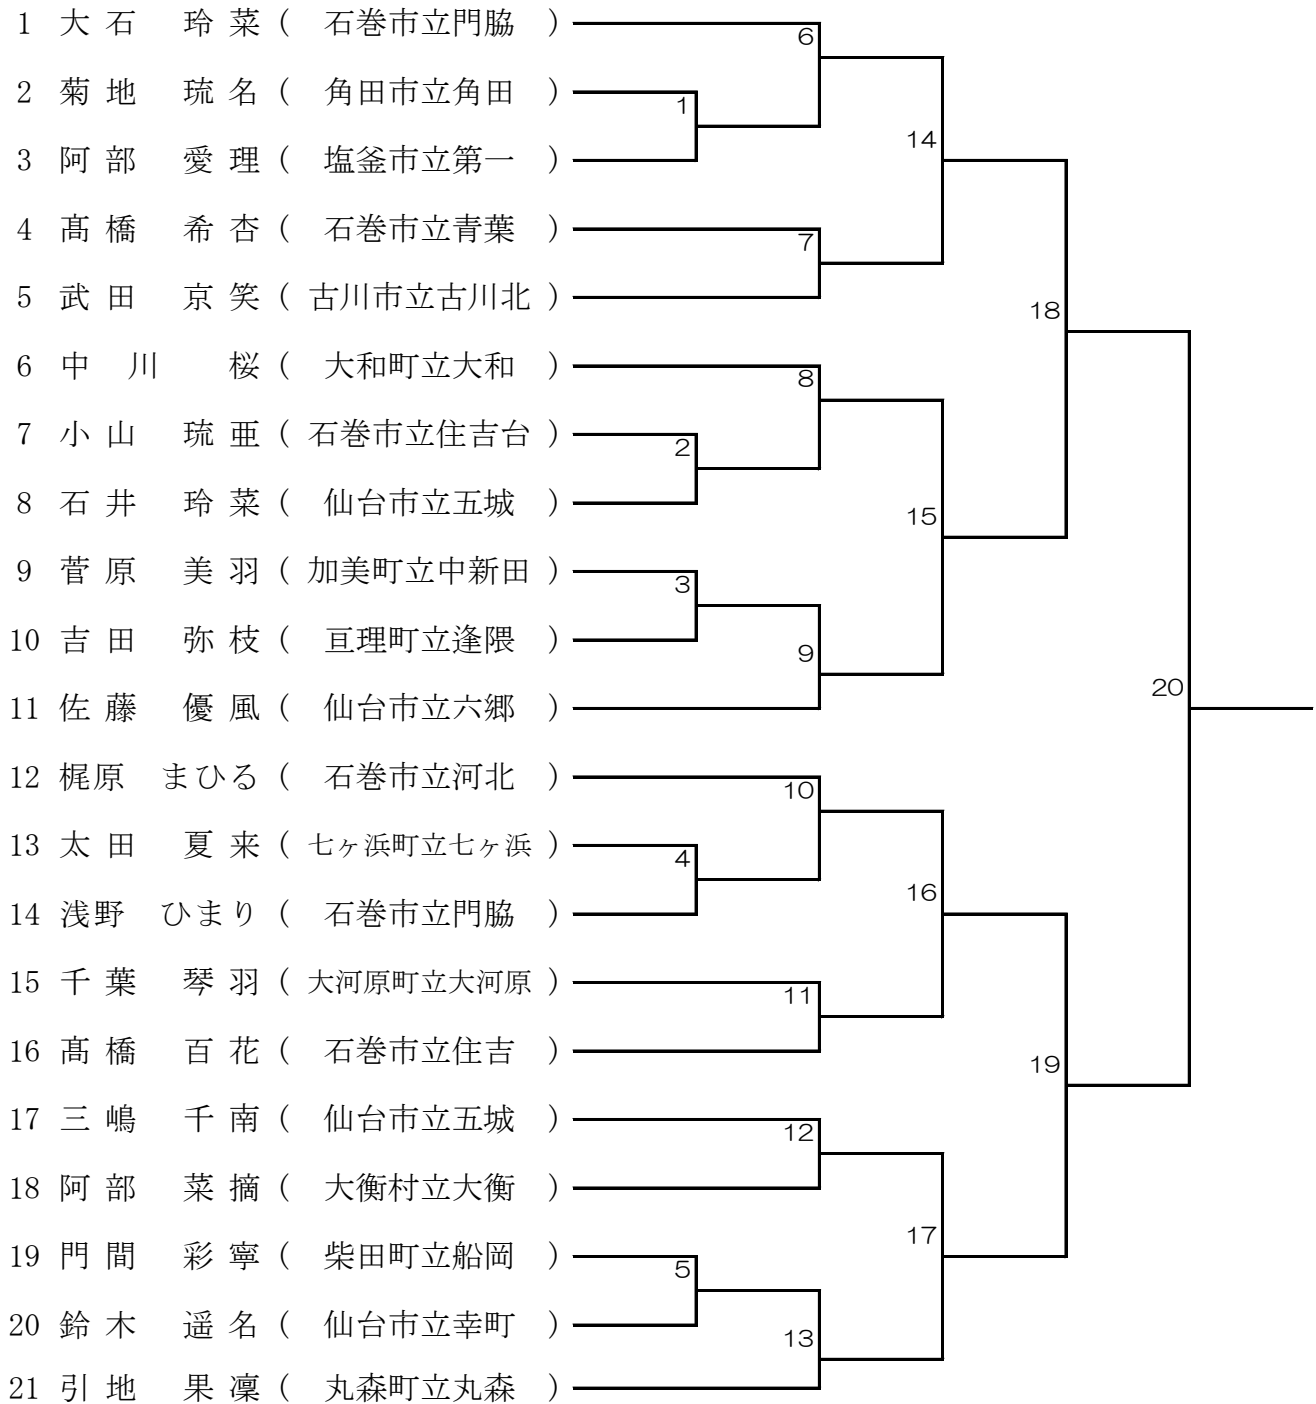 1 大石 玲菜 ( 石巻市立門脇 )
6
2 菊地 琉名 ( 角田市立角田 )
1
3 阿部 愛理 ( 塩釜市立第一 )
14
4 髙橋 希杏 ( 石巻市立青葉 )
7
5 武田 京笑 ( 古川市立古川北 )
18
6 中川 桜 ( 大和町立大和 )
8
7 小山 琉亜 ( 石巻市立住吉台 )
2
8 石井 玲菜 ( 仙台市立五城 )
15
9 菅原 美羽 ( 加美町立中新田 )
3
10 吉田 弥枝 ( 亘理町立逢隈 )
9
11 佐藤 優風 ( 仙台市立六郷 )
20
12 梶原 まひる ( 石巻市立河北 )
10
13 太田 夏来 ( 七ヶ浜町立七ヶ浜 )
4
14 浅野 ひまり ( 石巻市立門脇 )
16
15 千葉 琴羽 ( 大河原町立大河原 )
11
16 髙橋 百花 ( 石巻市立住吉 )
19
17 三嶋 千南 ( 仙台市立五城 )
12
18 阿部 菜摘 ( 大衡村立大衡 )
17
19 門間 彩寧 ( 柴田町立船岡 )
5
20 鈴木 遥名 ( 仙台市立幸町 )
13
21 引地 果凜 ( 丸森町立丸森 )